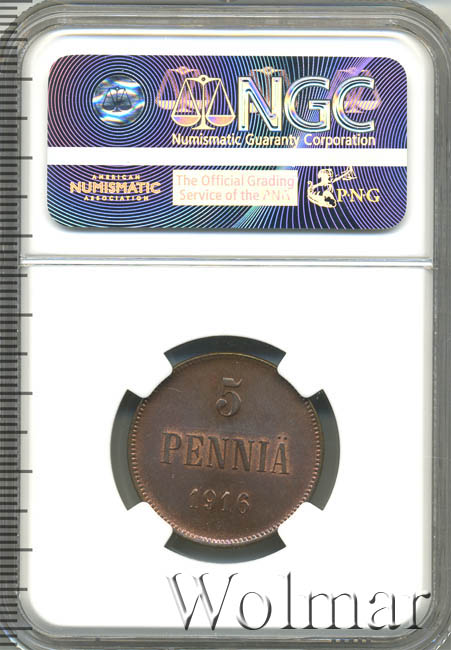 NGC
Numismatic Guaranty Corporation
AMERICAN
NUMISMATIC
ASSOCIATION
The Official Grading
Service of the ANA
PNG
5
PENNIÄ
1916
Wolmar